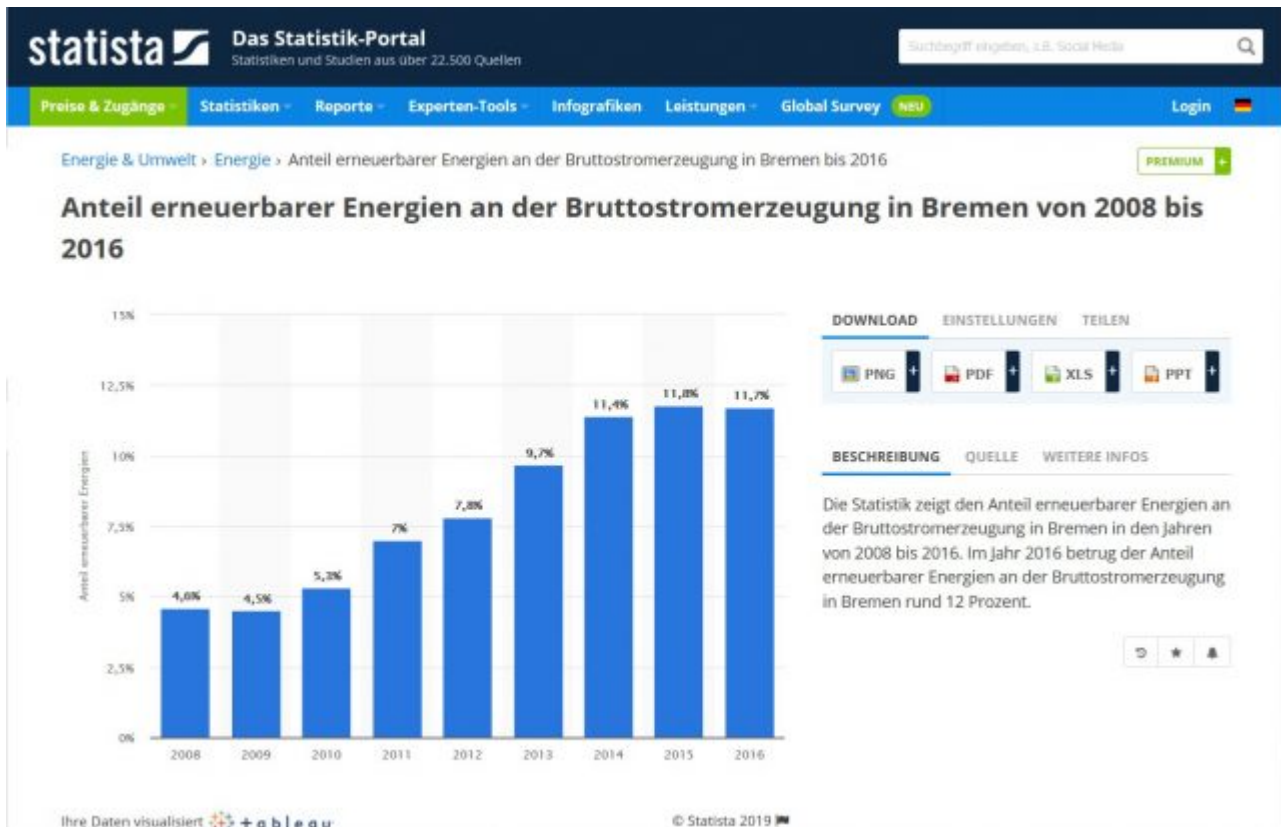 statista
Das Statistik-Portal
Statistiken und Studien aus über 22.500 Quellen
Suchbegriff eingeben, z.B. Social Media
Preise & Zugänge Statistiken Reporte Experten-Tools Infografiken Leistungen Global Survey NEU Login
Energie & Umwelt › Energie › Anteil erneuerbarer Energien an der Bruttostromerzeugung in Bremen bis 2016
PREMIUM +
Anteil erneuerbarer Energien an der Bruttostromerzeugung in Bremen von 2008 bis
2016
Anteil erneuerbarer Energien
15%
12,5%
10%
7,5%
5%
2,5%
0%
4,6%
4,5%
5,3%
7%
7,8%
9,7%
11,4%
11,8%
11,7%
2008 2009 2010 2011 2012 2013 2014 2015 2016
Ihre Daten visualisiert +ableau
© Statista 2019
DOWNLOAD EINSTELLUNGEN TEILEN
PNG + PDF + XLS + PPT +
BESCHREIBUNG QUELLE WEITERE INFOS
Die Statistik zeigt den Anteil erneuerbarer Energien an
der Bruttostromerzeugung in Bremen in den Jahren
von 2008 bis 2016. Im Jahr 2016 betrug der Anteil
erneuerbarer Energien an der Bruttostromerzeugung
in Bremen rund 12 Prozent.